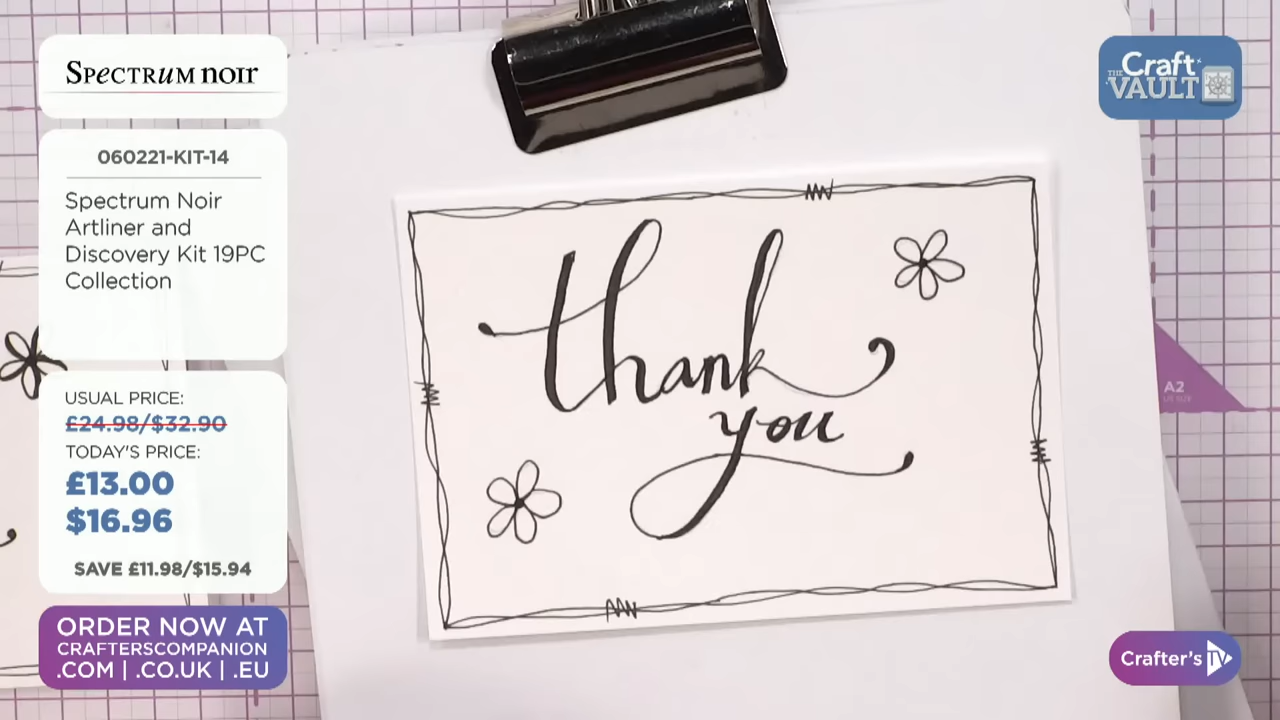 SPECTRUM NOIR
060221-KIT-14
Spectrum Noir
Artliner and
Discovery Kit 19PC
Collection
USUAL PRICE:
£24.98/$32.90
TODAY'S PRICE:
£13.00
$16.96
SAVE £11.98/$15.94
ORDER NOW AT
CRAFTERSCOMPANION
.COM | .CO.UK | .EU
thank
you
THE Craft
VAULT
A2
Crafter's TV